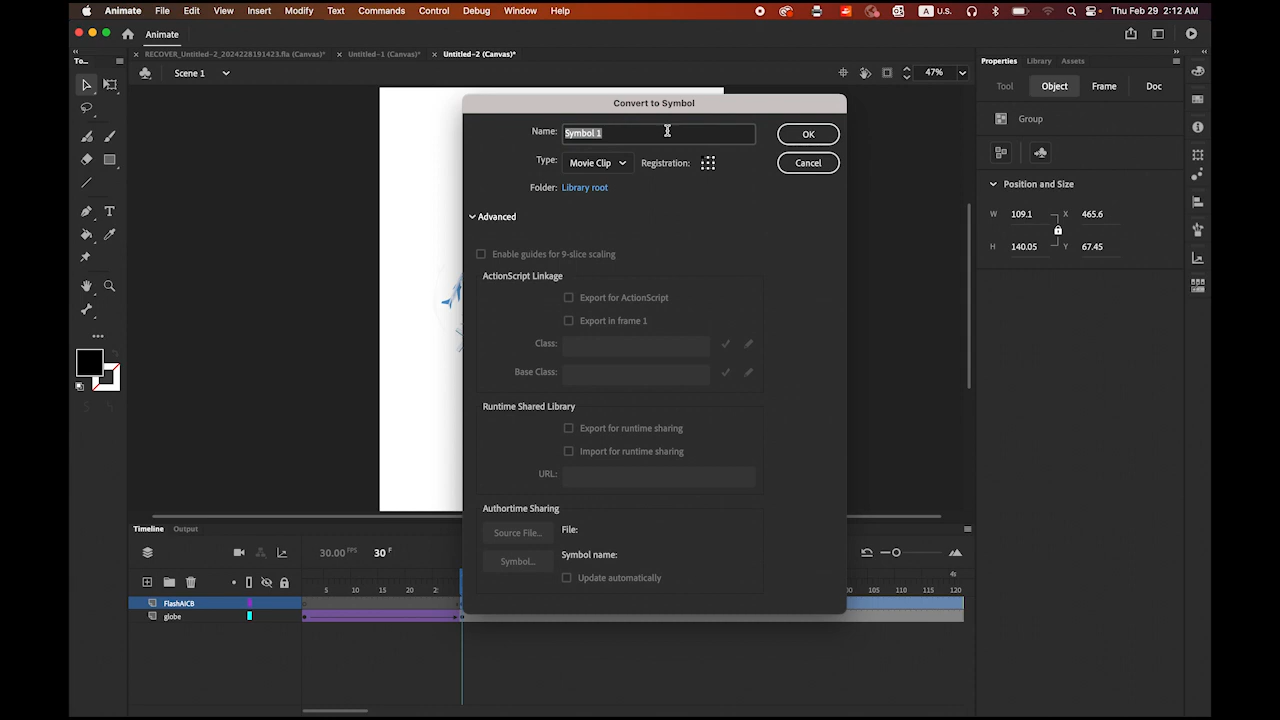 Animate File Edit View Insert Modify Text Commands Control Debug Window Help A U.S. Thu Feb 29 2:12 AM
Animate
RECOVER_Untitled-2_2024228191423.fla (Canvas)* Untitled-1 (Canvas)* Untitled-2 (Canvas)*
To...
Scene 1 47%
Properties Library Assets
Tool Object Frame Doc
Group
Position and Size
W 109.1 X 465.6
H 140.05 Y 67.45
Convert to Symbol
Name: Symbol 1 OK
Type: Movie Clip Registration: Cancel
Folder: Library root
Advanced
Enable guides for 9-slice scaling
ActionScript Linkage
Export for ActionScript
Export in frame 1
Class:
Base Class:
Runtime Shared Library
Export for runtime sharing
Import for runtime sharing
URL:
Authortime Sharing
Source File... File:
Symbol... Symbol name:
Update automatically
Timeline Output
30.00 FPS 30 F
4s
5 10 15 20 2: 100 105 110 115 120
FlashAICB
globe